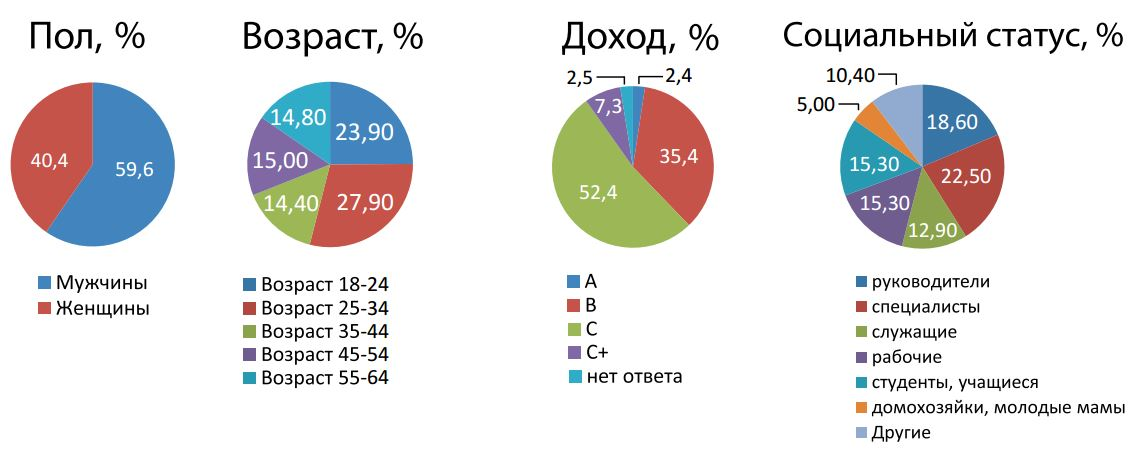 Пол, %
59,6
40,4
Мужчины
Женщины
Возраст, %
23,90
27,90
14,40
15,00
14,80
Возраст 18-24
Возраст 25-34
Возраст 35-44
Возраст 45-54
Возраст 55-64
Доход, %
2,4
35,4
52,4
7,3
2,5
A
B
C
C+
нет ответа
Социальный статус, %
18,60
22,50
12,90
15,30
15,30
5,00
10,40
руководители
специалисты
служащие
рабочие
студенты, учащиеся
домохозяйки, молодые мамы
Другие